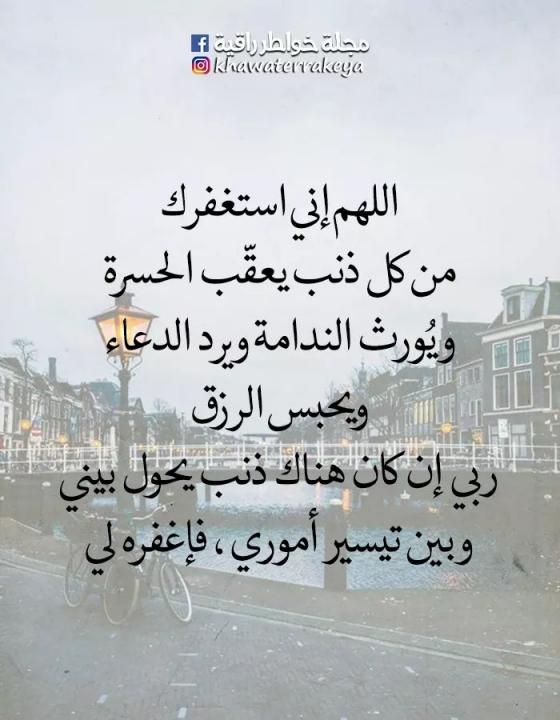 مجلة خواطر راقية
khawaterrakeya
اللهم إني استغفرك
من كل ذنب يعقّب الحسرة
ويُورث الندامة ويرد الدعاء
ويحبس الرزق
ربي إن كان هناك ذنب يحول بيني
وبين تيسير أموري ، فإغفره لي